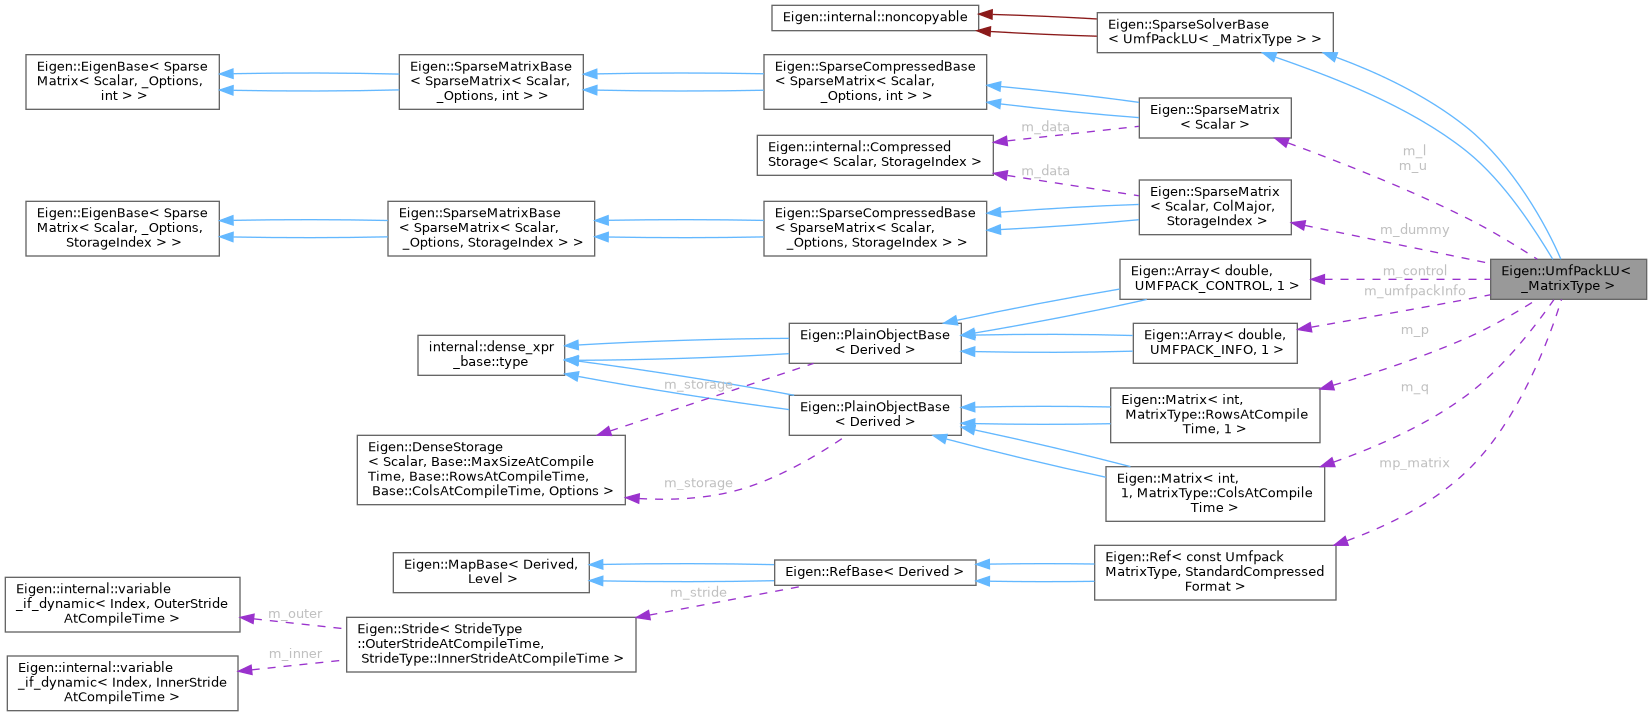 Eigen::internal::noncopyable
Eigen::SparseSolverBase
< UmfPackLU< _MatrixType > >
Eigen::EigenBase< Sparse
Matrix< Scalar, _Options,
int > >
Eigen::SparseMatrixBase
< SparseMatrix< Scalar,
_Options, int > >
Eigen::SparseCompressedBase
< SparseMatrix< Scalar,
_Options, int > >
Eigen::SparseMatrix
< Scalar >
m_data
Eigen::internal::Compressed
Storage< Scalar, StorageIndex >
m_l
m_u
m_data
Eigen::SparseMatrix
< Scalar, ColMajor,
StorageIndex >
Eigen::EigenBase< Sparse
Matrix< Scalar, _Options,
StorageIndex > >
Eigen::SparseMatrixBase
< SparseMatrix< Scalar,
_Options, StorageIndex > >
Eigen::SparseCompressedBase
< SparseMatrix< Scalar,
_Options, StorageIndex > >
m_dummy
Eigen::UmfPackLU<
_MatrixType >
Eigen::Array< double,
UMFPACK_CONTROL, 1 >
m_control
m_umfpackInfo
Eigen::Array< double,
UMFPACK_INFO, 1 >
m_p
internal::dense_xpr
_base::type
Eigen::PlainObjectBase
< Derived >
m_storage
m_q
Eigen::PlainObjectBase
< Derived >
Eigen::Matrix< int,
MatrixType::RowsAtCompile
Time, 1 >
Eigen::DenseStorage
< Scalar, Base::MaxSizeAtCompile
Time, Base::RowsAtCompileTime,
Base::ColsAtCompileTime, Options >
m_storage
mp_matrix
Eigen::Matrix< int,
1, MatrixType::ColsAtCompile
Time >
Eigen::MapBase< Derived,
Level >
Eigen::RefBase< Derived >
Eigen::Ref< const Umfpack
MatrixType, StandardCompressed
Format >
m_stride
Eigen::internal::variable
_if_dynamic< Index, OuterStride
AtCompileTime >
m_outer
Eigen::Stride< StrideType
::OuterStrideAtCompileTime,
StrideType::InnerStrideAtCompileTime >
m_inner
Eigen::internal::variable
_if_dynamic< Index, InnerStride
AtCompileTime >